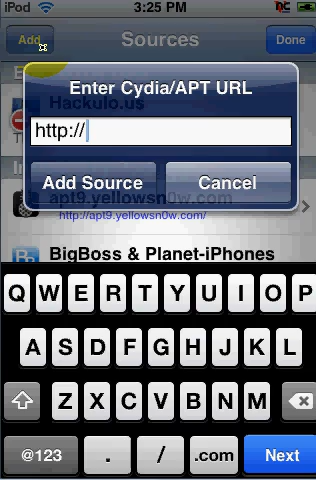 iPod 3:25 PM
Add Sources Done
Enter Cydia/APT URL
Hackulo.us
http://
Add Source Cancel
apt9.yellowsn0w.com
http://apt9.yellowsn0w.com/
BigBoss & Planet-iPhones
Q W E R T Y U I O P
A S D F G H J K L
Z X C V B N M
@123 . / .com Next